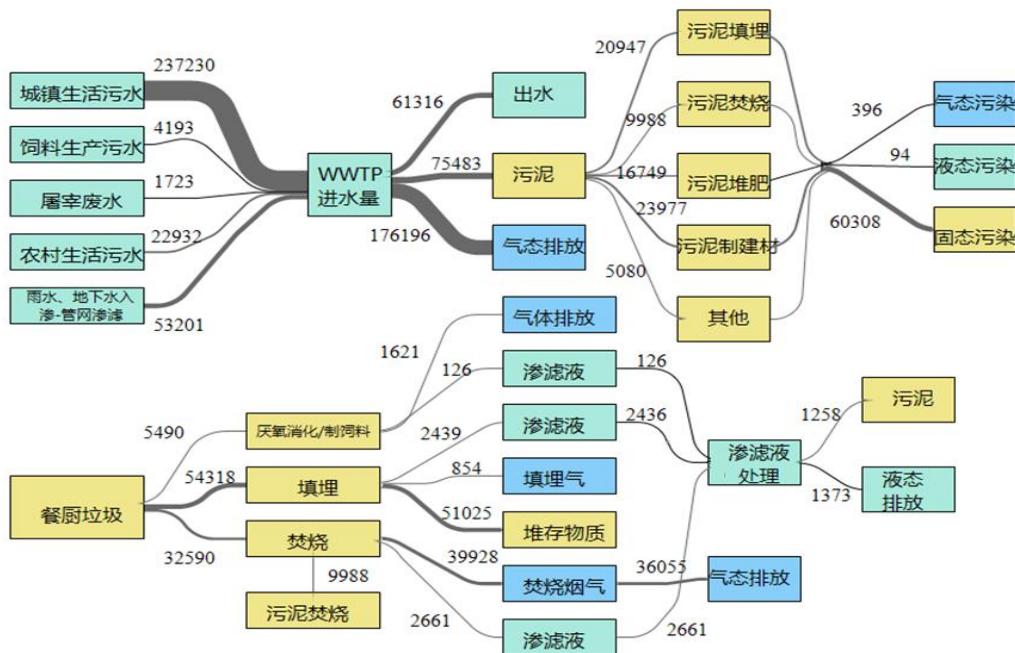 237230
城镇生活污水
4193
饲料生产污水
1723
屠宰废水
22932
农村生活污水
雨水、地下水入
渗-管网渗滤
53201
WWTP
进水量
61316
出水
75483
污泥
176196
气态排放
20947
污泥填埋
9988
污泥焚烧
16749
污泥堆肥
23977
污泥制建材
5080
其他
396
气态污染
94
液态污染
60308
固态污染
餐厨垃圾
5490
厌氧消化/制饲料
54318
填埋
32590
焚烧
9988
污泥焚烧
1621
气体排放
126
渗滤液
2439
渗滤液
854
填埋气
51025
堆存物质
39928
焚烧烟气
2661
渗滤液
126
2436
36055
气态排放
2661
渗滤液
处理
1258
污泥
1373
液态
排放